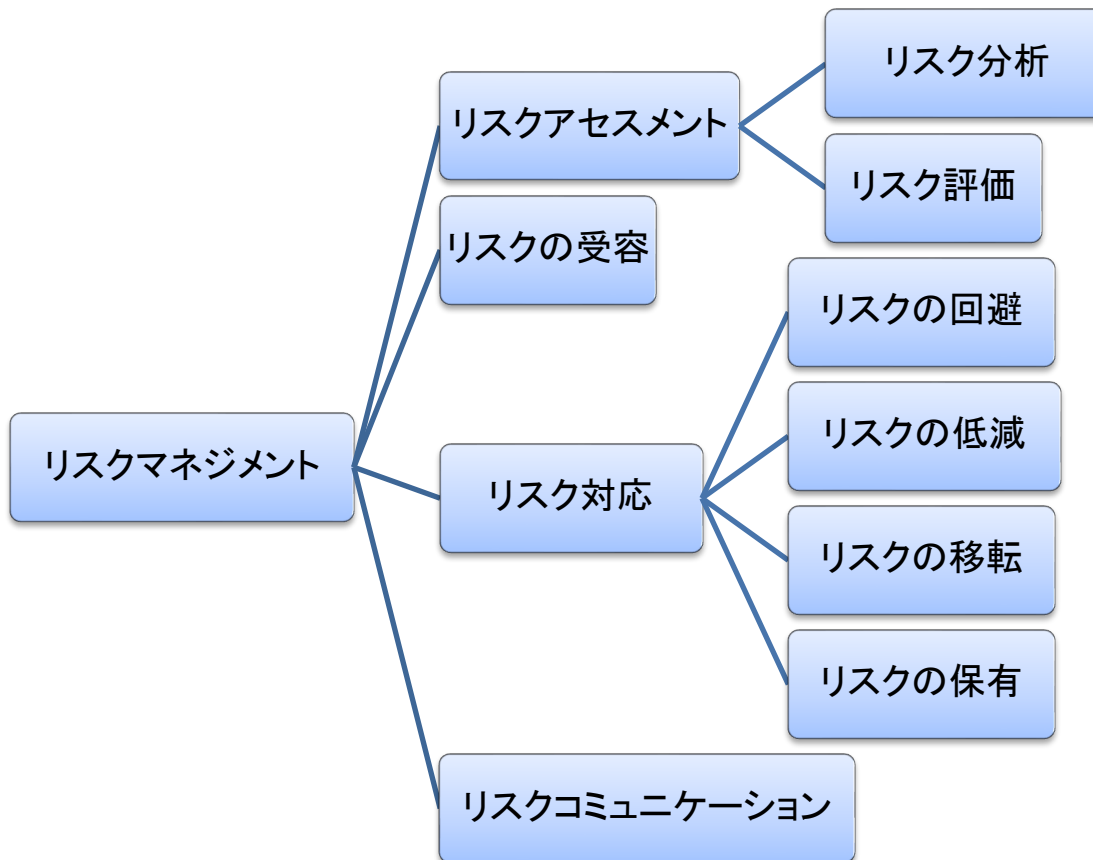 リスクマネジメント
リスクアセスメント
リスク分析
リスク評価
リスクの受容
リスク対応
リスクの回避
リスクの低減
リスクの移転
リスクの保有
リスクコミュニケーション